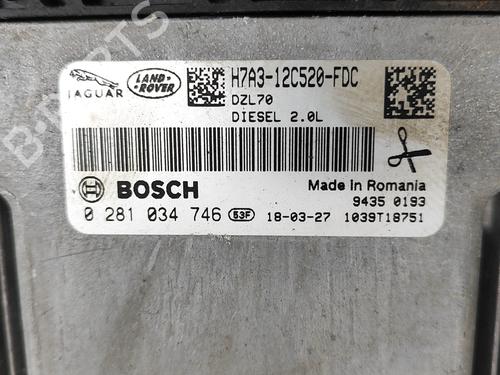 JAGUAR
LAND ROVER
H7A3-12C520-FDC
DZL70
DIESEL 2.0L
BOSCH
Made in Romania
9435 0193
0 281 034 746 53F 18-03-27 1039T18751
B-PARTS